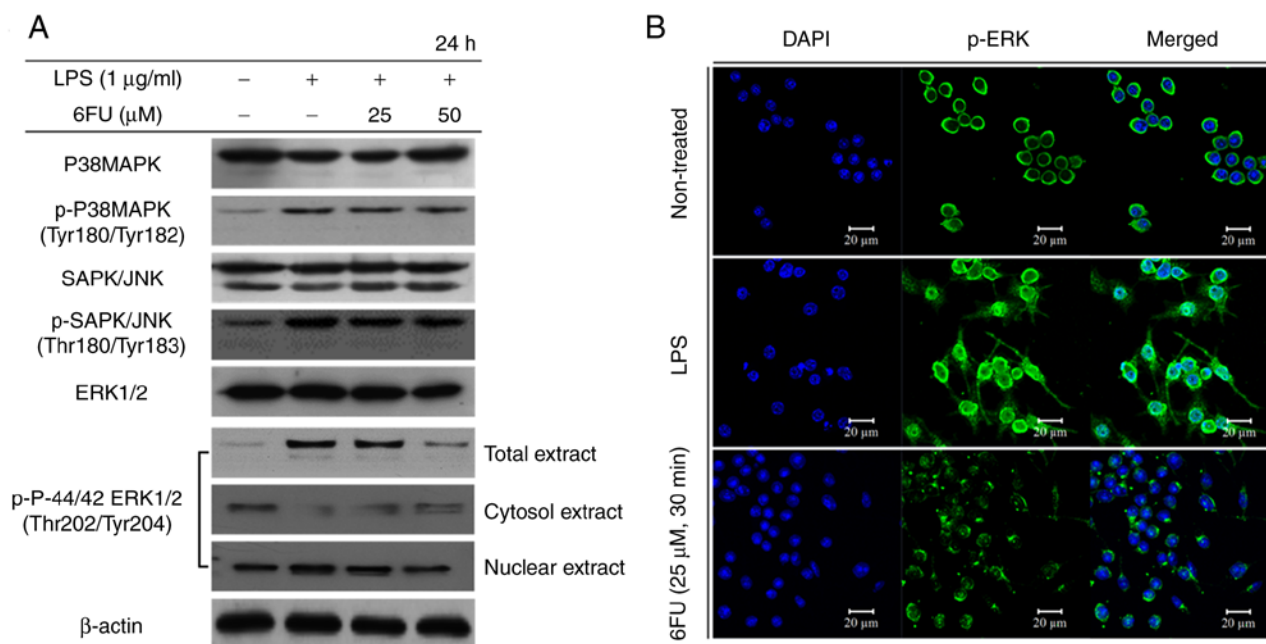 A
24 h
LPS (1 μg/ml) – + + +
6FU (μM) – – 25 50
P38MAPK
p-P38MAPK
(Tyr180/Tyr182)
SAPK/JNK
p-SAPK/JNK
(Thr180/Tyr183)
ERK1/2
p-P-44/42 ERK1/2
(Thr202/Tyr204)
Total extract
Cytosol extract
Nuclear extract
β-actin
B
DAPI p-ERK Merged
Non-treated
20 μm 20 μm 20 μm
LPS
20 μm 20 μm 20 μm
6FU (25 μM, 30 min)
20 μm 20 μm 20 μm